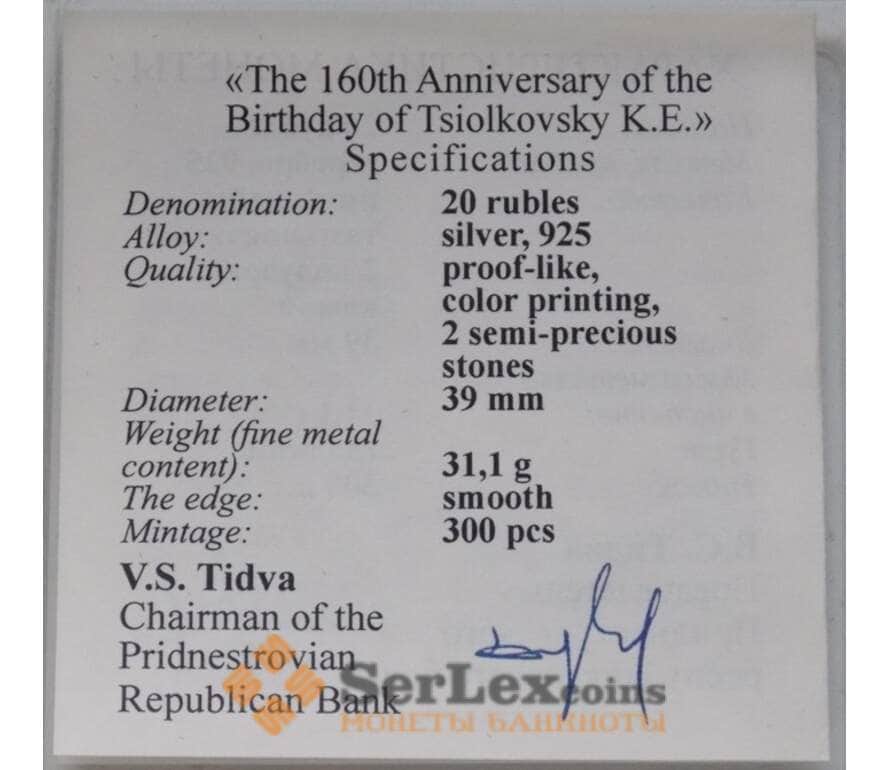 «The 160th Anniversary of the
Birthday of Tsiolkovsky K.E.»
Specifications
Denomination: 20 rubles
Alloy: silver, 925
Quality: proof-like,
color printing,
2 semi-precious
stones
Diameter: 39 mm
Weight (fine metal
content): 31,1 g
The edge: smooth
Mintage: 300 pcs
V.S. Tidva
Chairman of the
Pridnestrovian
Republican Bank
SerLexcoins
МОНЕТЫ БАНКНОТЫ